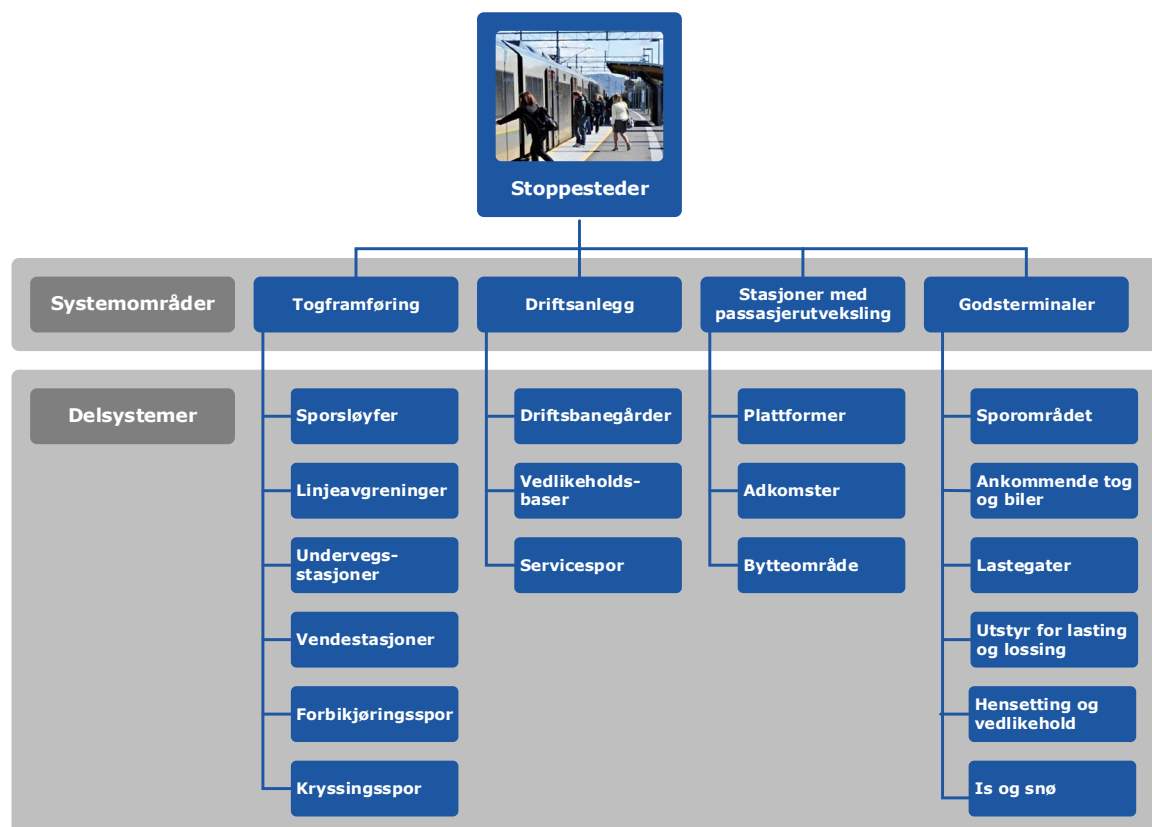 Stoppesteder
Systemområder
Togframføring
Driftsanlegg
Stasjoner med
passasjerutveksling
Godsterminaler
Delsystemer
Sporsløyfer
Linjeavgreninger
Undervegs-
stasjoner
Vendestasjoner
Forbikjøringsspor
Kryssingsspor
Driftsbanegårder
Vedlikeholds-
baser
Servicespor
Plattformer
Adkomster
Bytteområde
Sporområdet
Ankommende tog
og biler
Lastegater
Utstyr for lasting
og lossing
Hensetting og
vedlikehold
Is og snø